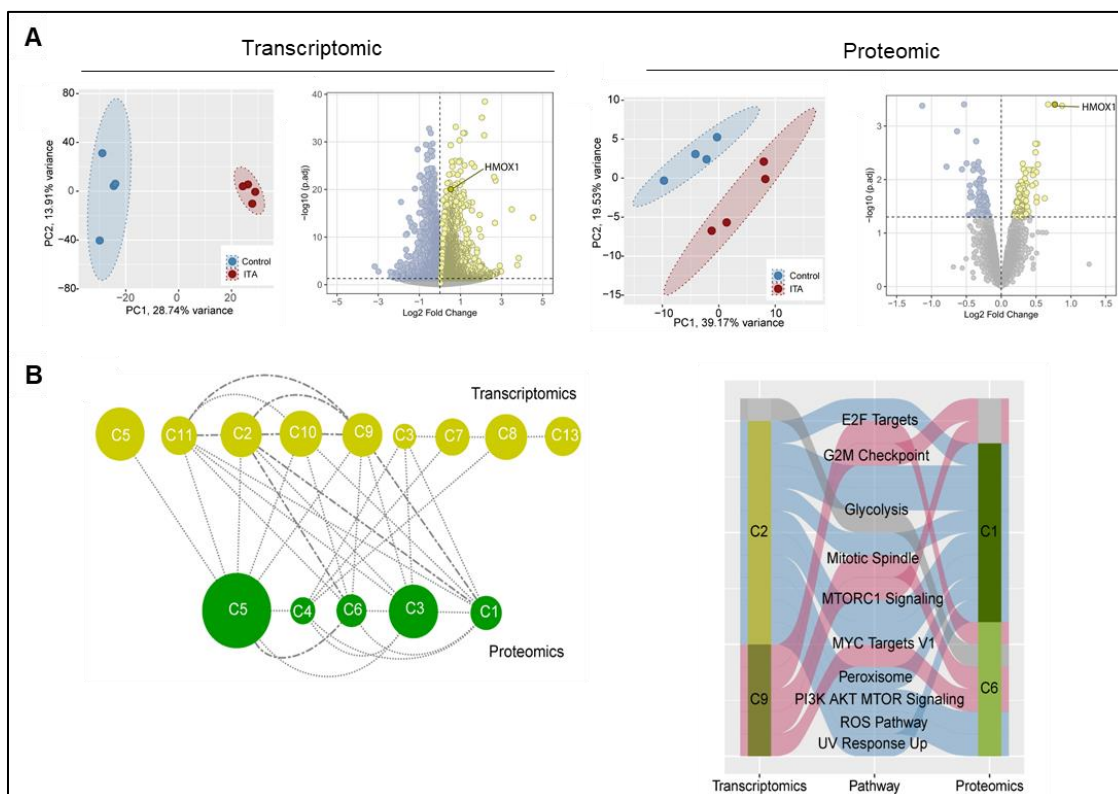 A
Transcriptomic
Proteomic
80
40
0
−40
−80
PC2, 13.91% variance
−20
0
20
PC1, 28.74% variance
Control
ITA
40
30
20
10
0
−log10 (p.adj)
HMOX1
−5
−3
−1
1
3
5
Log2 Fold Change
10
5
0
−5
−10
−15
PC2, 19.53% variance
−10
0
10
PC1, 39.17% variance
Control
ITA
3
2
1
0
−log10 (p.adj)
HMOX1
−1.5
−1.0
−0.5
0.0
0.5
1.0
1.5
Log2 Fold Change
B
Transcriptomics
C5
C11
C2
C10
C9
C3
C7
C8
C13
C5
C4
C6
C3
C1
Proteomics
E2F Targets
G2M Checkpoint
Glycolysis
C2
C1
Mitotic Spindle
MTORC1 Signaling
MYC Targets V1
Peroxisome
C9
C6
PI3K AKT MTOR Signaling
ROS Pathway
UV Response Up
Transcriptomics
Pathway
Proteomics